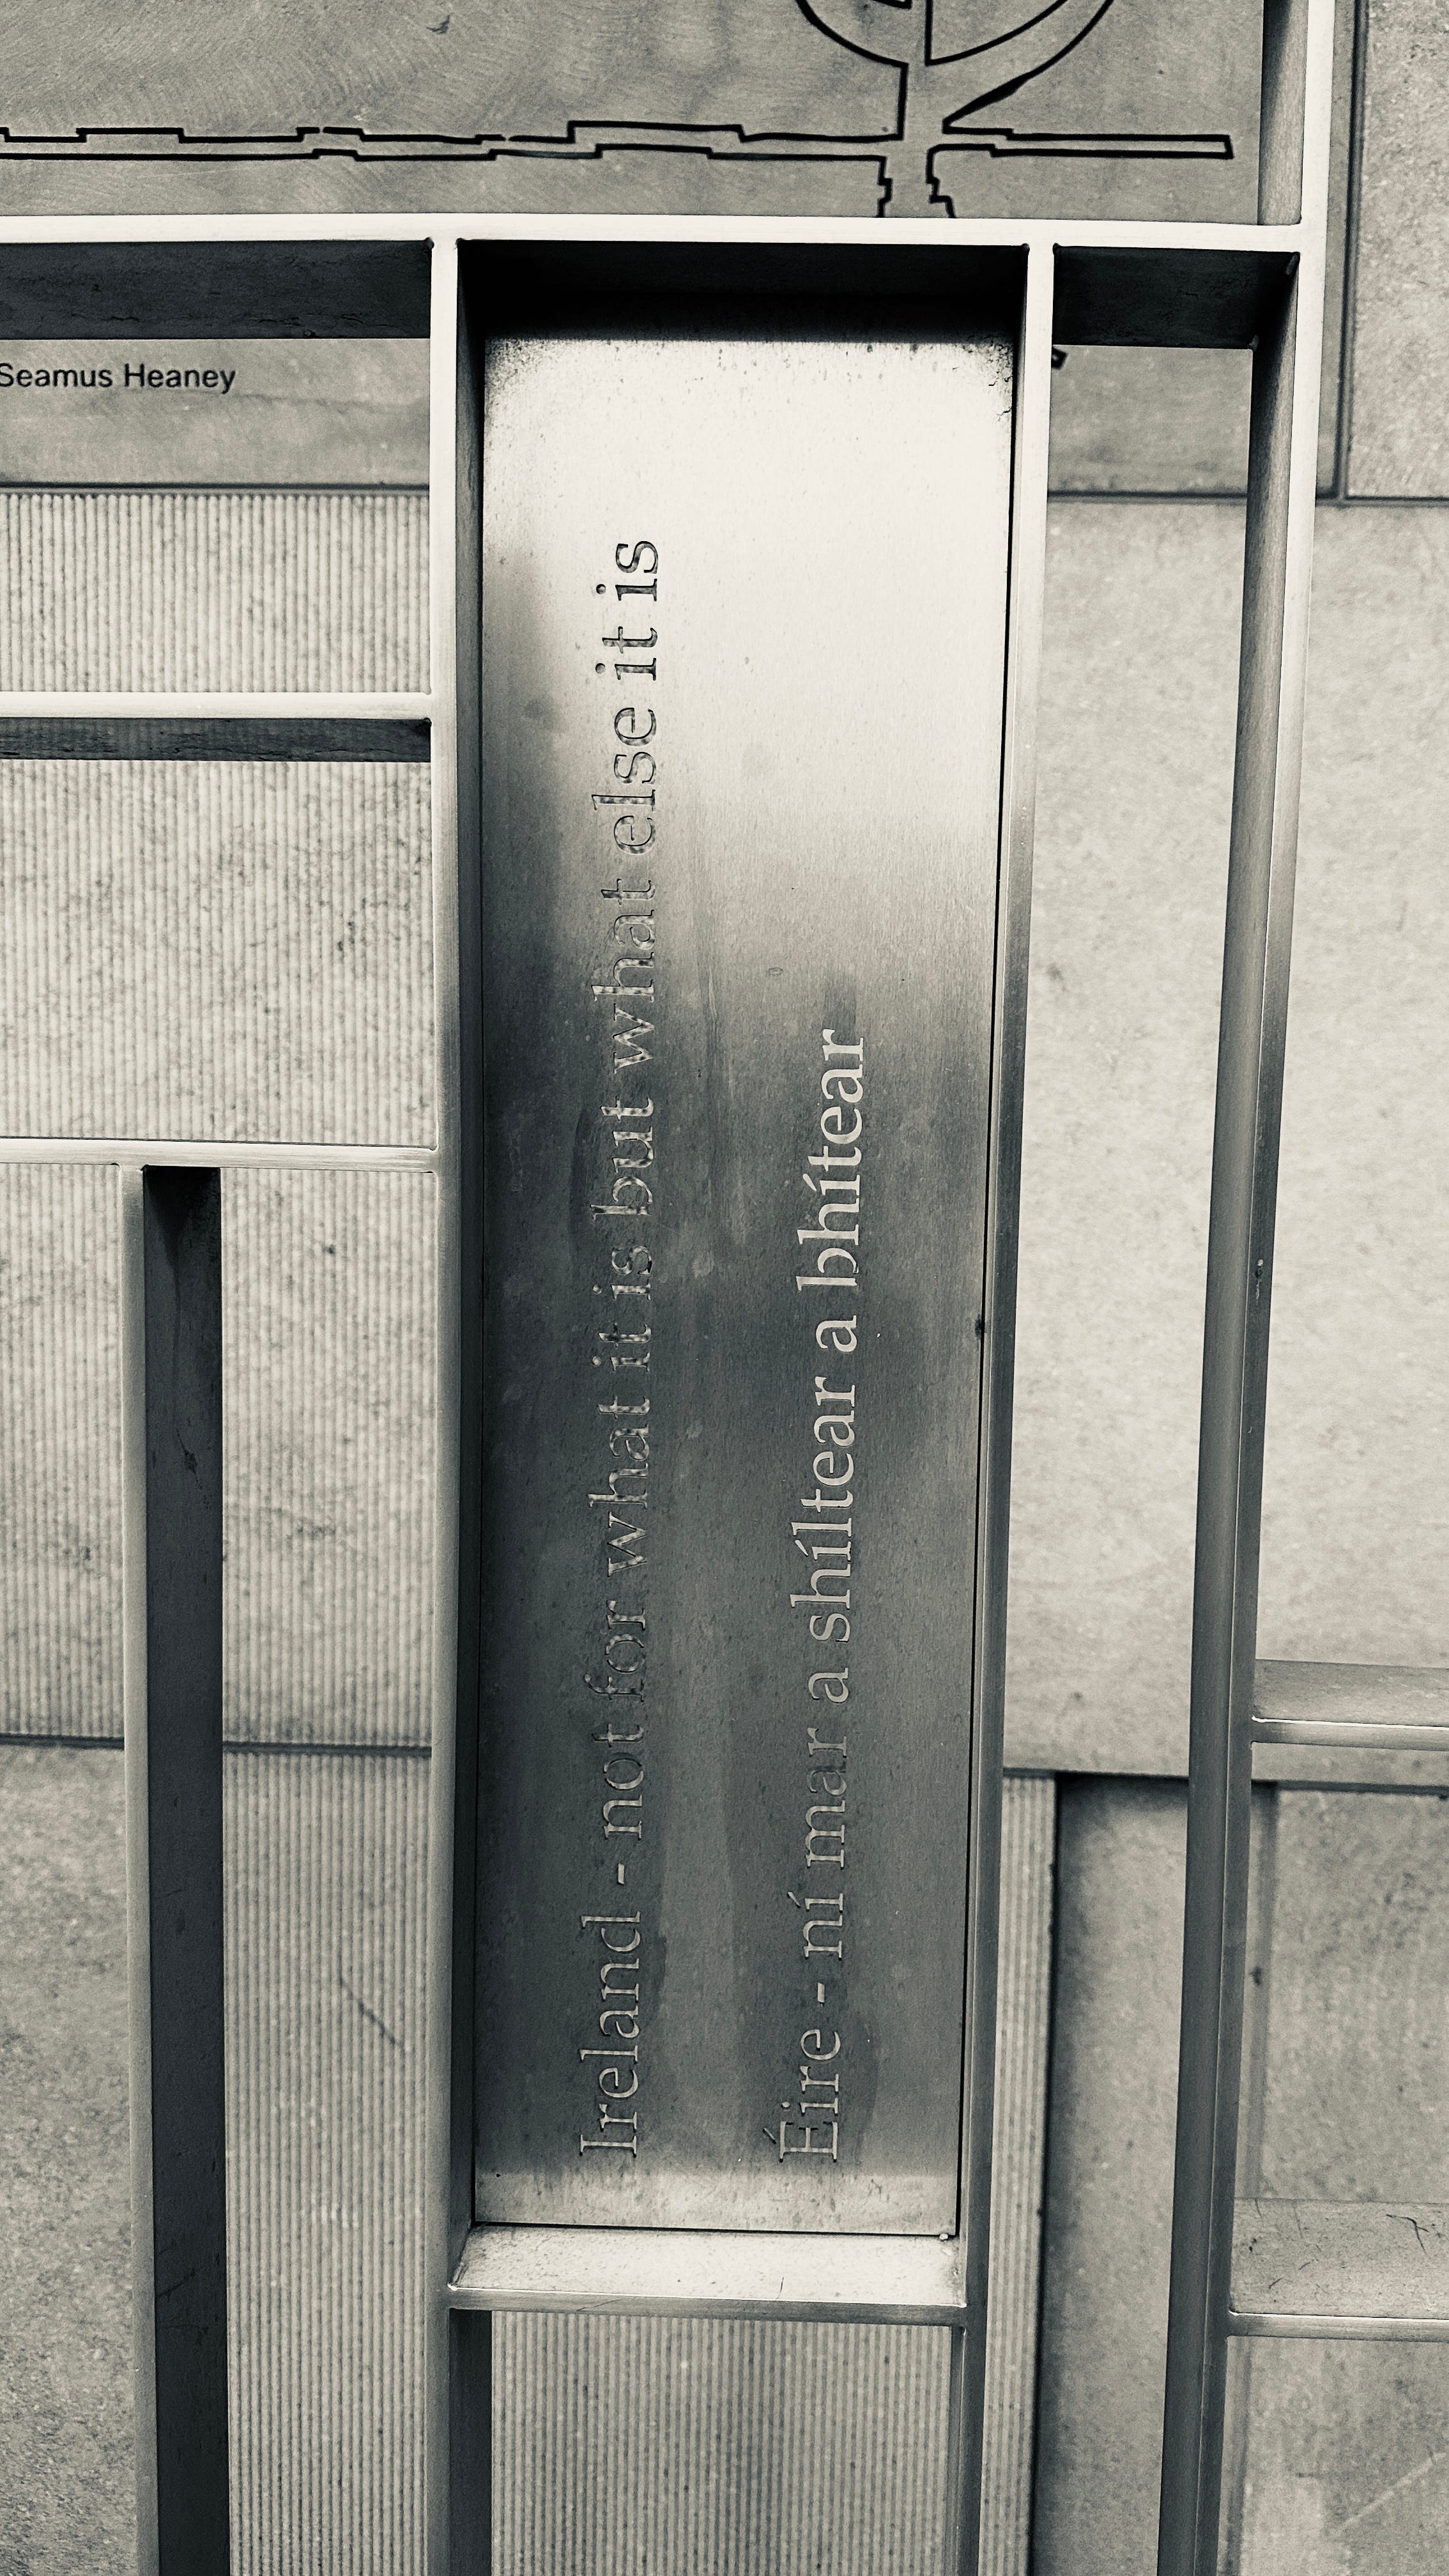 Seamus Heaney
Ireland - not for what it is but what else it is
Éire - ní mar a shíltear a bhítear